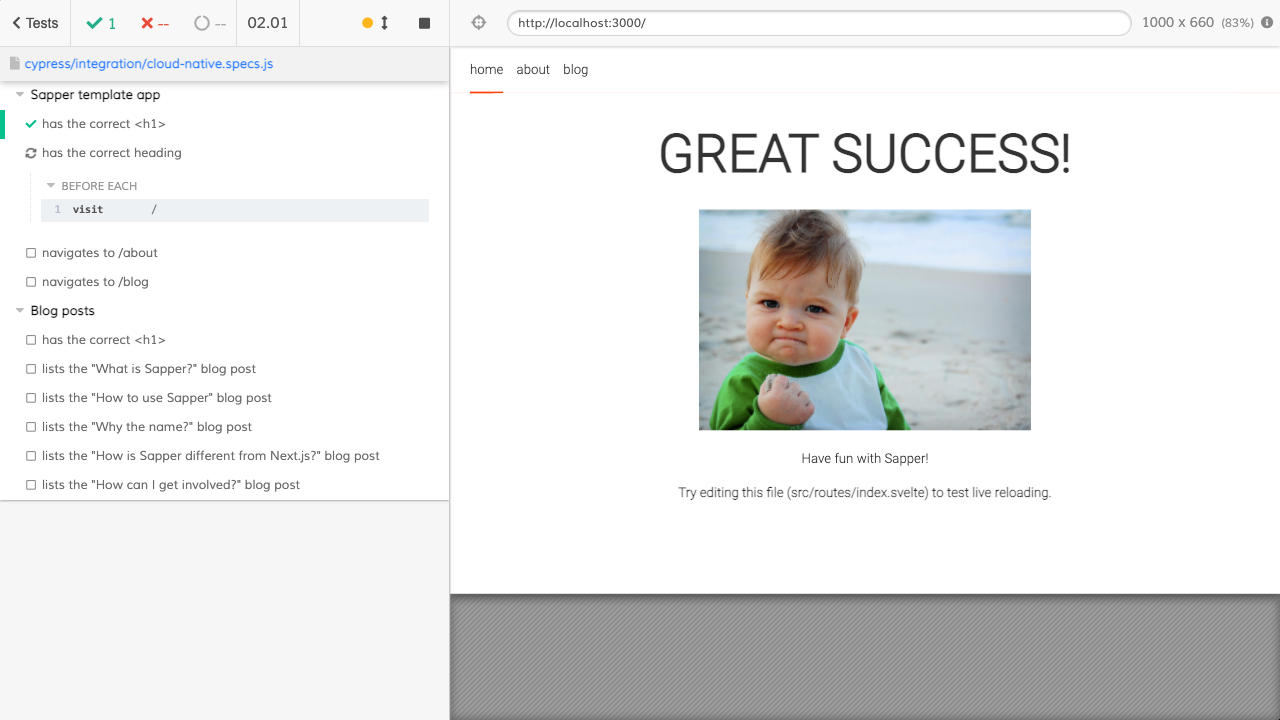 Tests 1 -- -- 02.01
http://localhost:3000/ 1000 x 660 (83%)
cypress/integration/cloud-native.specs.js
Sapper template app
has the correct <h1>
has the correct heading
BEFORE EACH
1 visit /
navigates to /about
navigates to /blog
Blog posts
has the correct <h1>
lists the "What is Sapper?" blog post
lists the "How to use Sapper" blog post
lists the "Why the name?" blog post
lists the "How is Sapper different from Next.js?" blog post
lists the "How can I get involved?" blog post
home about blog
GREAT SUCCESS!
Have fun with Sapper!
Try editing this file (src/routes/index.svelte) to test live reloading.